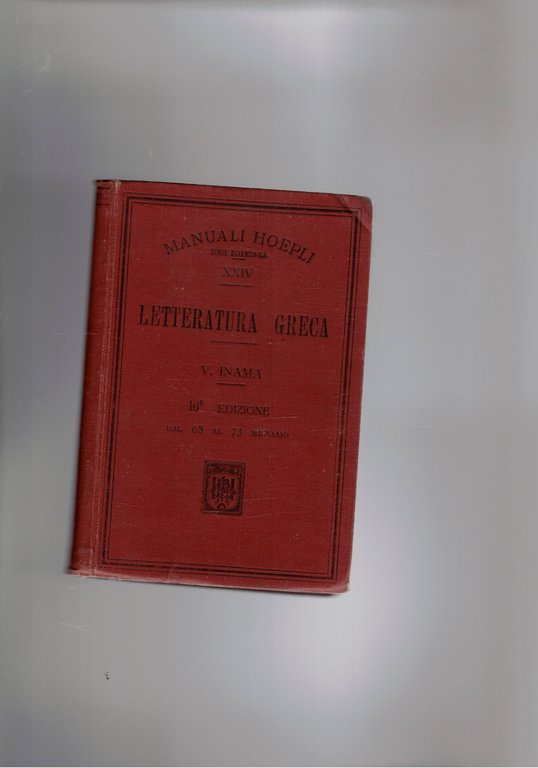 MANUALI HOEPLI
SERIE SCIENTIFICA
XXIV
LETTERATURA GRECA
V. INAMA
16ª EDIZIONE
DAL 68 AL 73 MIGLIAIO